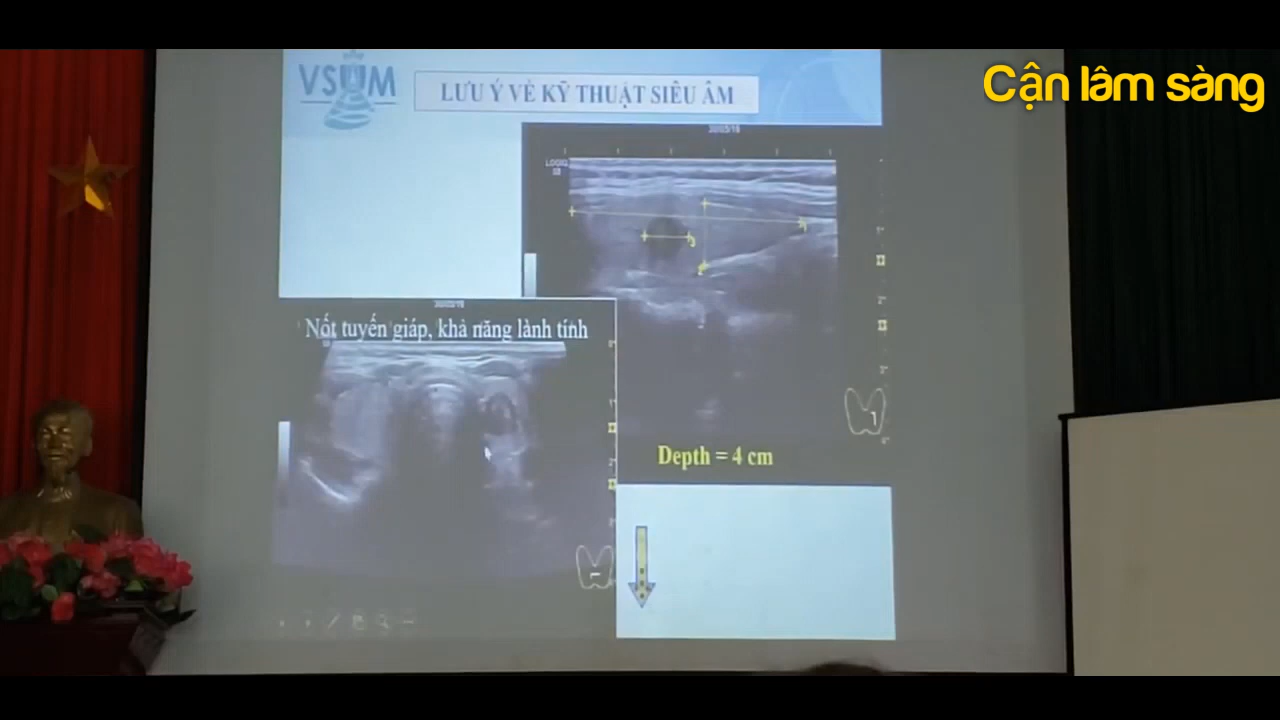 Cận lâm sàng
VSUM
LƯU Ý VỀ KỸ THUẬT SIÊU ÂM
LOGIQ
Nốt tuyến giáp, khả năng lành tính
Depth = 4 cm